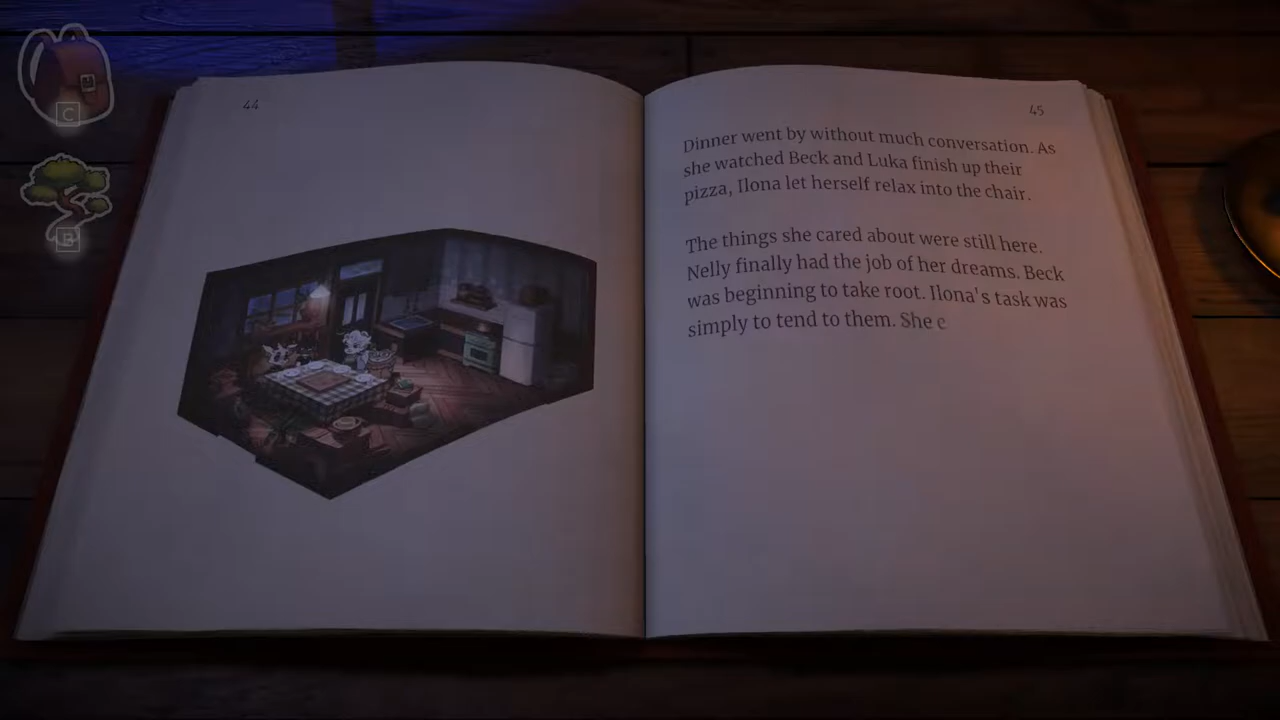 C
B
44
45
Dinner went by without much conversation. As
she watched Beck and Luka finish up their
pizza, Ilona let herself relax into the chair.
The things she cared about were still here.
Nelly finally had the job of her dreams. Beck
was beginning to take root. Ilona's task was
simply to tend to them. She c